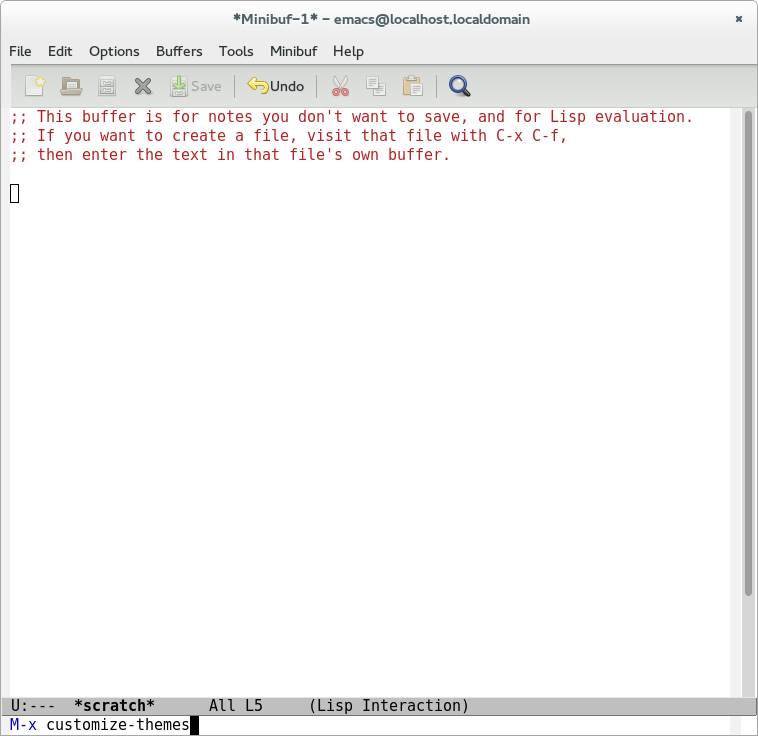 *Minibuf-1* - emacs@localhost.localdomain
File Edit Options Buffers Tools Minibuf Help
Save Undo
;; This buffer is for notes you don't want to save, and for Lisp evaluation.
;; If you want to create a file, visit that file with C-x C-f,
;; then enter the text in that file's own buffer.
U:--- *scratch* All L5 (Lisp Interaction)
M-x customize-themes